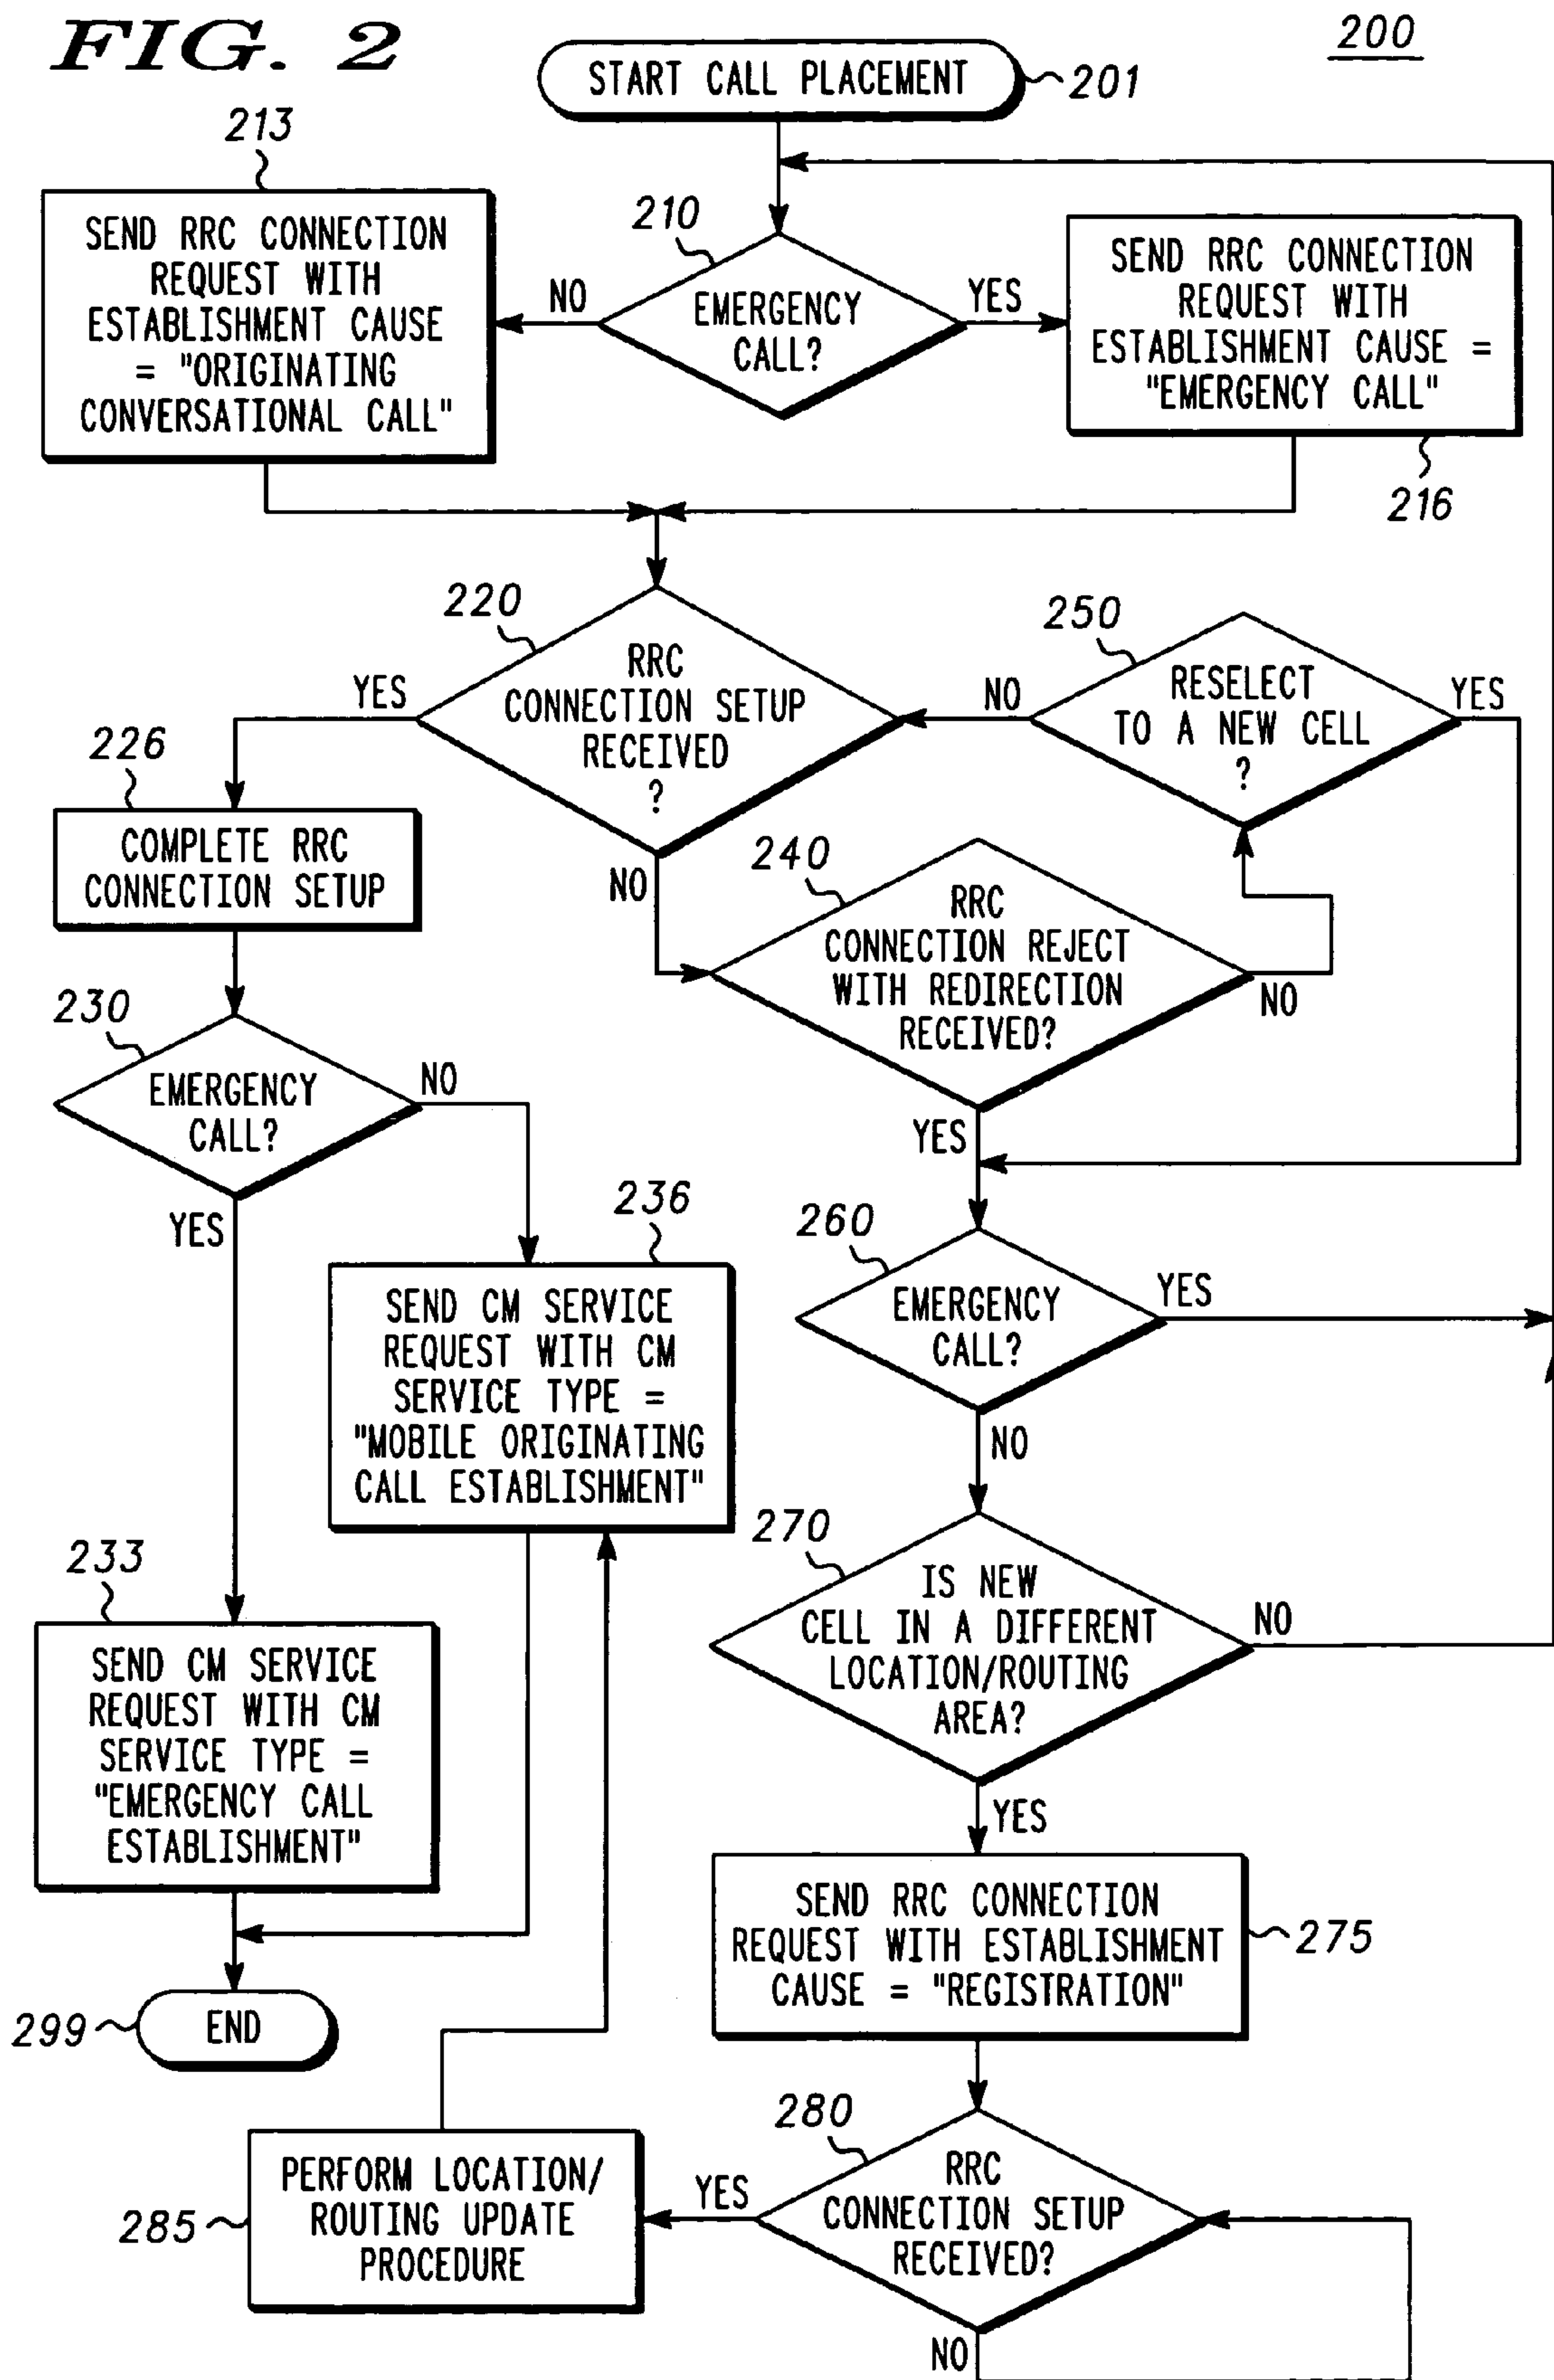 FIG. 2
200
START CALL PLACEMENT
201
213
SEND RRC CONNECTION
REQUEST WITH
ESTABLISHMENT CAUSE
= "ORIGINATING
CONVERSATIONAL CALL"
NO
210
EMERGENCY
CALL?
YES
SEND RRC CONNECTION
REQUEST WITH
ESTABLISHMENT CAUSE =
"EMERGENCY CALL"
216
220
RRC
CONNECTION SETUP
RECEIVED
?
YES
NO
250
RESELECT
TO A NEW CELL
?
NO
YES
226
COMPLETE RRC
CONNECTION SETUP
240
RRC
CONNECTION REJECT
WITH REDIRECTION
RECEIVED?
NO
YES
230
EMERGENCY
CALL?
NO
YES
236
SEND CM SERVICE
REQUEST WITH CM
SERVICE TYPE =
"MOBILE ORIGINATING
CALL ESTABLISHMENT"
260
EMERGENCY
CALL?
YES
NO
233
SEND CM SERVICE
REQUEST WITH CM
SERVICE TYPE =
"EMERGENCY CALL
ESTABLISHMENT"
270
IS NEW
CELL IN A DIFFERENT
LOCATION/ROUTING
AREA?
NO
YES
SEND RRC CONNECTION
REQUEST WITH ESTABLISHMENT
CAUSE = "REGISTRATION"
275
299
END
280
RRC
CONNECTION SETUP
RECEIVED?
YES
NO
285
PERFORM LOCATION/
ROUTING UPDATE
PROCEDURE